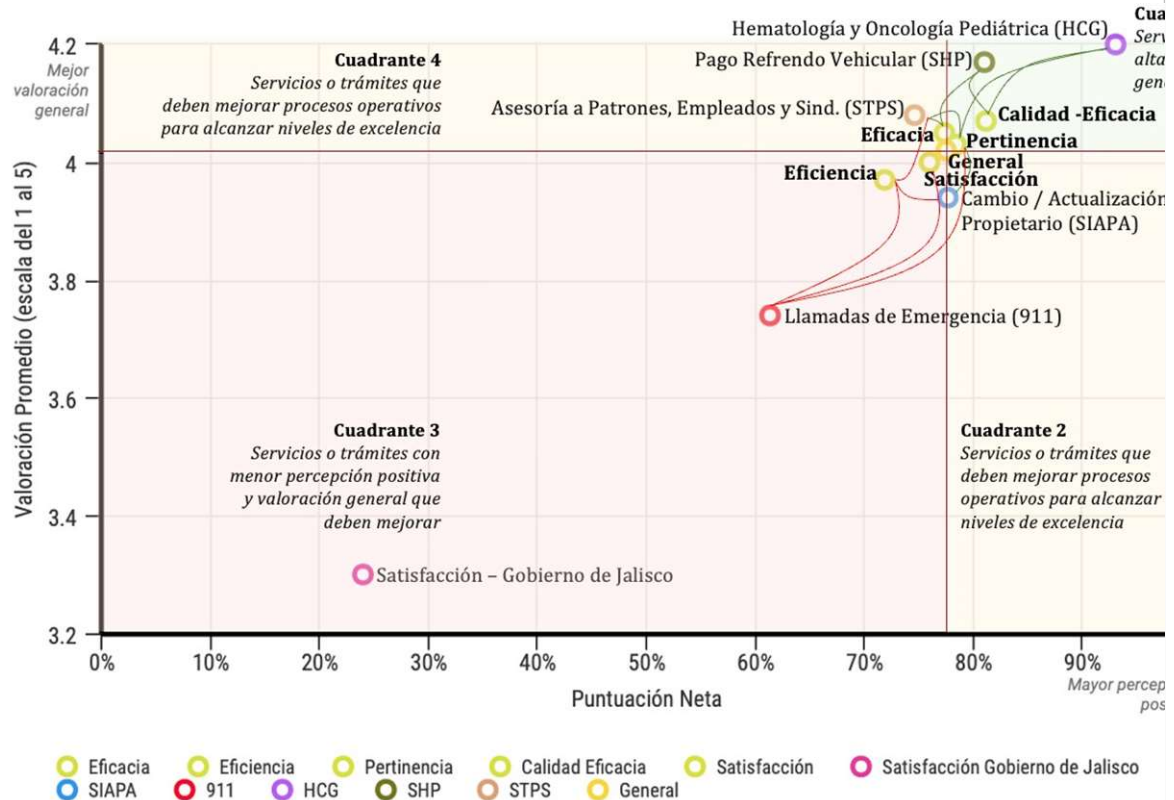 Hematología y Oncología Pediátrica (HCG)
Pago Refrendo Vehicular (SHP)
Asesoría a Patrones, Empleados y Sind. (STPS)
Cuadrante 4
Servicios o trámites que
deben mejorar procesos operativos
para alcanzar niveles de excelencia
4.2
Mejor
valoración
general
4
3.8
3.6
3.4
3.2
Valoración Promedio (escala del 1 al 5)
Calidad -Eficacia
Eficacia
Pertinencia
General
Eficiencia
Satisfacción
Cambio / Actualización
Propietario (SIAPA)
Llamadas de Emergencia (911)
Cuadrante 3
Servicios o trámites con
menor percepción positiva
y valoración general que
deben mejorar
Cuadrante 2
Servicios o trámites que
deben mejorar procesos
operativos para alcanzar
niveles de excelencia
Satisfacción – Gobierno de Jalisco
0% 10% 20% 30% 40% 50% 60% 70% 80% 90%
Puntuación Neta
Mayor
Eficacia Eficiencia Pertinencia Calidad Eficacia Satisfacción Satisfacción Gobierno de Jalisco
SIAPA 911 HCG SHP STPS General